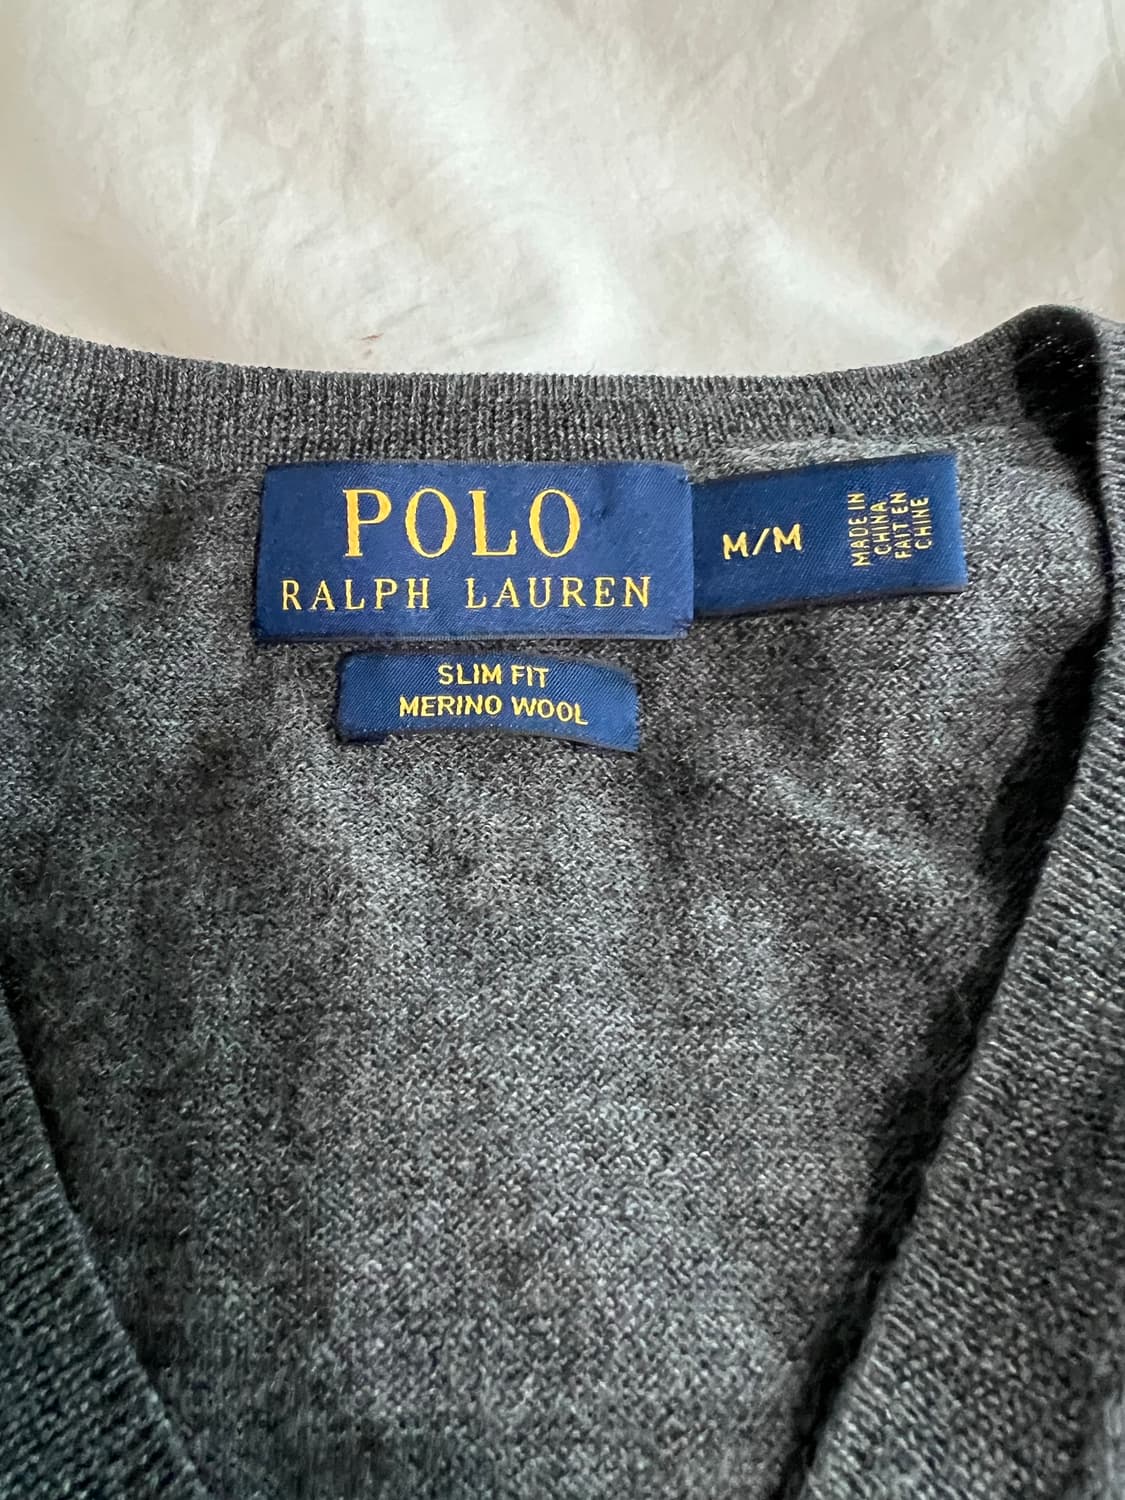 POLO
RALPH LAUREN
M/M
MADE IN
CHINA
FAIT EN
CHINE
SLIM FIT
MERINO WOOL